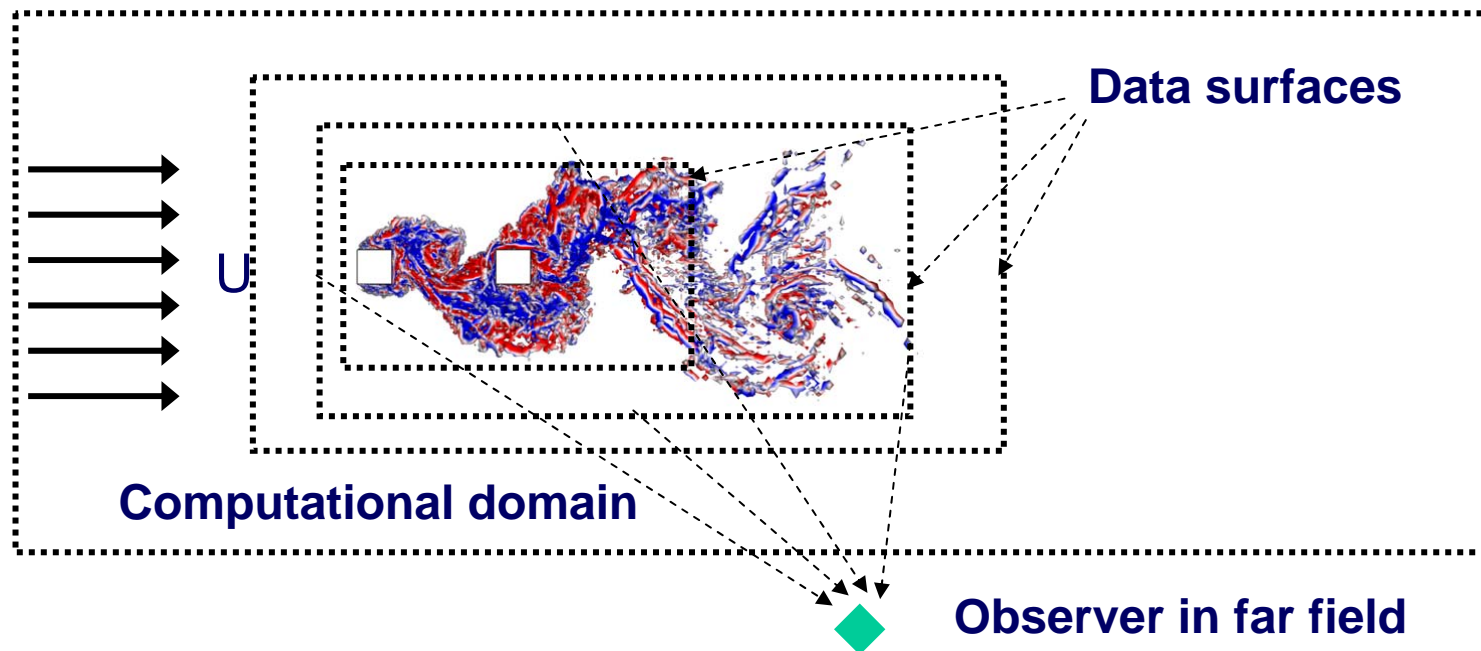 Data surfaces
U
Computational domain
Observer in far field